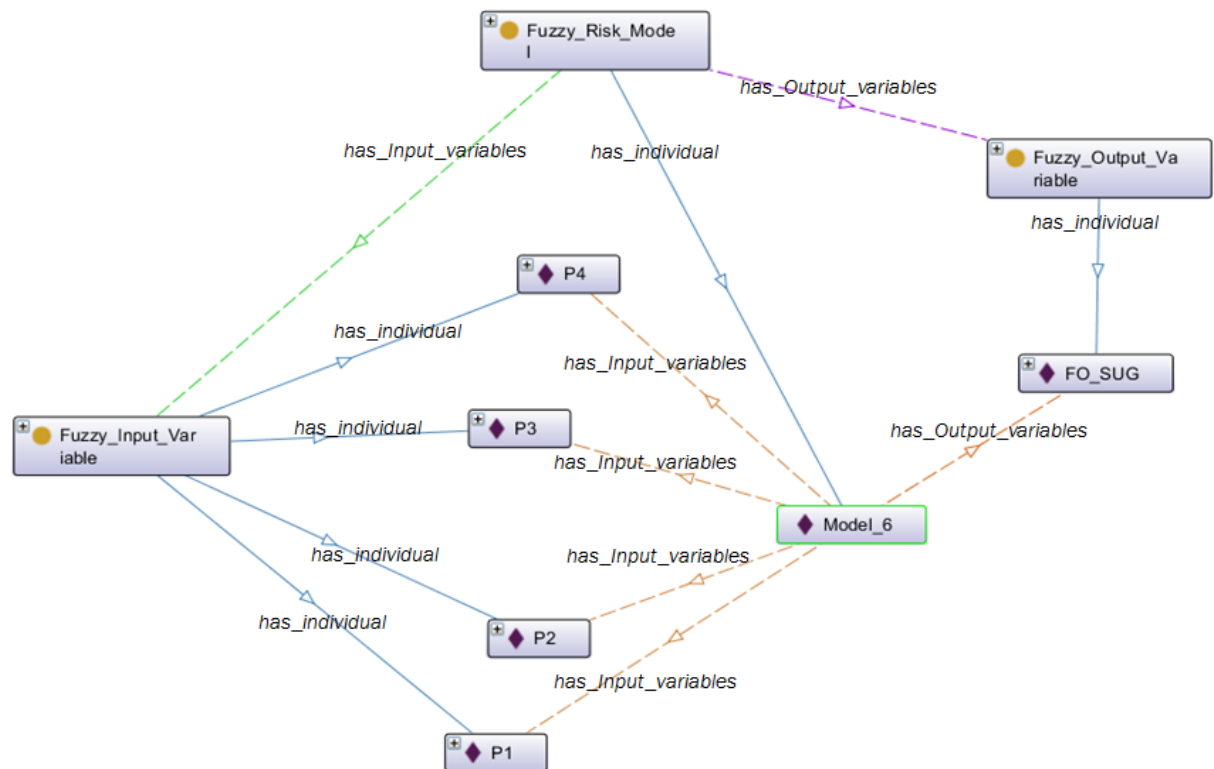 Fuzzy_Risk_Mode
l
has_Output_variables
has_Input_variables
has_individual
Fuzzy_Output_Va
riable
has_individual
P4
has_individual
has_Input_variables
FO_SUG
Fuzzy_Input_Var
iable
has_individual
P3
has_Output_variables
has_Input_variables
Model_6
has_individual
has_Input_variables
has_individual
P2
has_Input_variables
P1